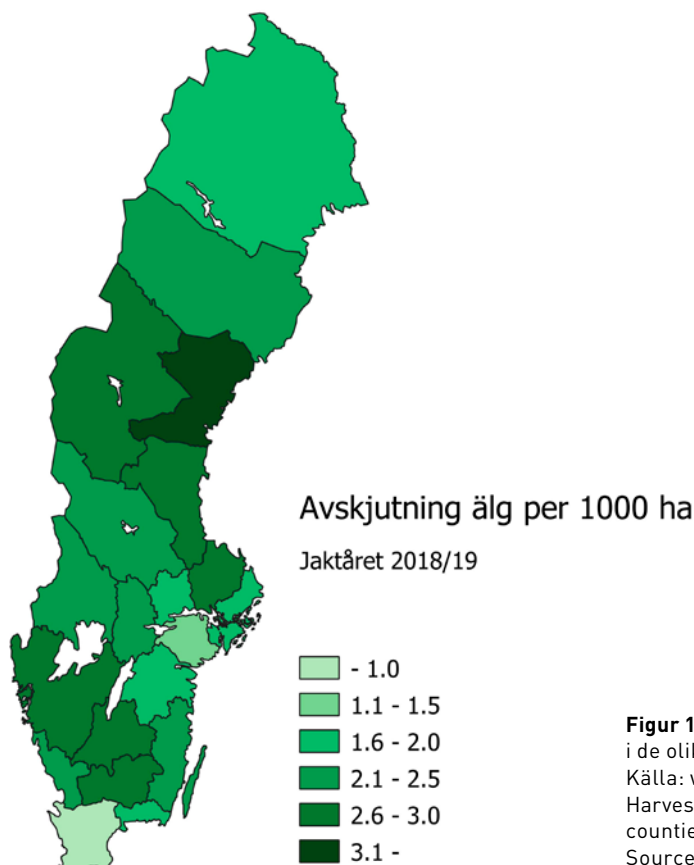 Avskjutning älg per 1000 ha
Jaktåret 2018/19
- 1.0
1.1 - 1.5
1.6 - 2.0
2.1 - 2.5
2.6 - 3.0
3.1 -
Figur 1
i de olik
Källa:
Harves
countie
Source